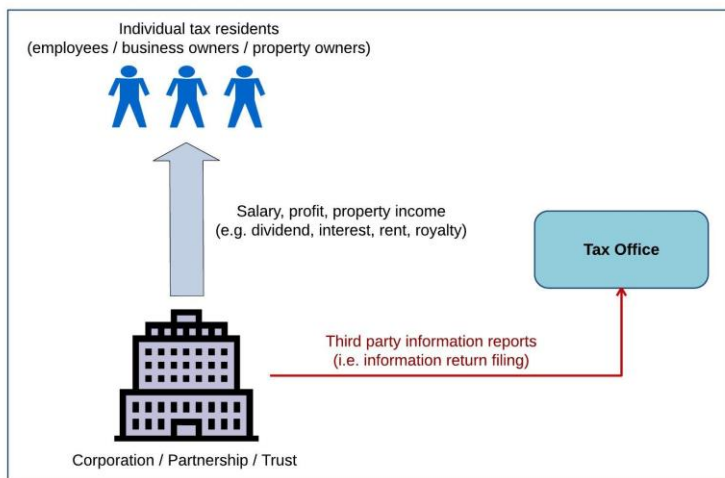 Individual tax residents
(employees / business owners / property owners)
Salary, profit, property income
(e.g. dividend, interest, rent, royalty)
Tax Office
Third party information reports
(i.e. information return filing)
Corporation / Partnership / Trust